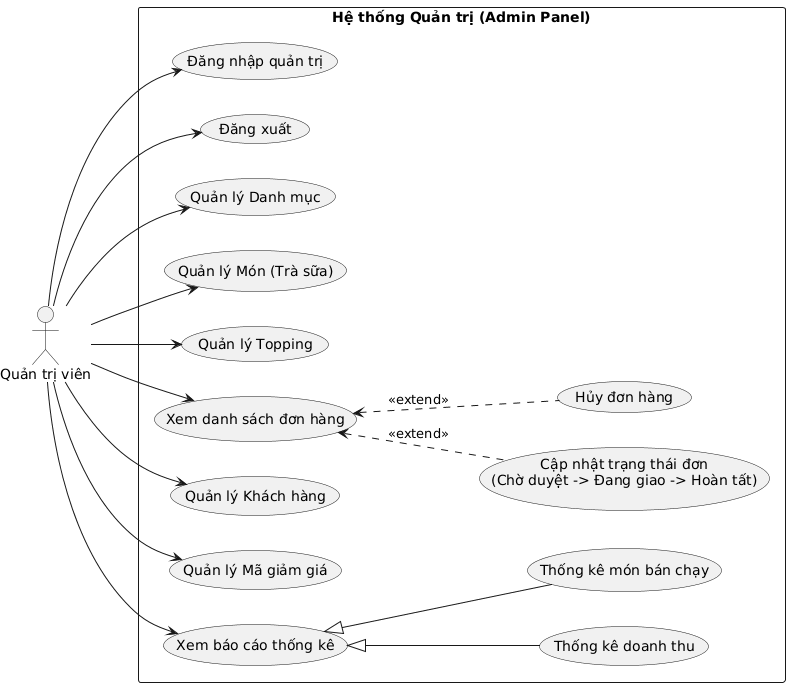 Hệ thống Quản trị (Admin Panel)
Đăng nhập quản trị
Đăng xuất
Quản lý Danh mục
Quản lý Món (Trà sữa)
Quản lý Topping
Quản trị viên
Xem danh sách đơn hàng
«extend»
Hủy đơn hàng
«extend»
Cập nhật trạng thái đơn
(Chờ duyệt -> Đang giao -> Hoàn tất)
Quản lý Khách hàng
Quản lý Mã giảm giá
Thống kê món bán chạy
Xem báo cáo thống kê
Thống kê doanh thu